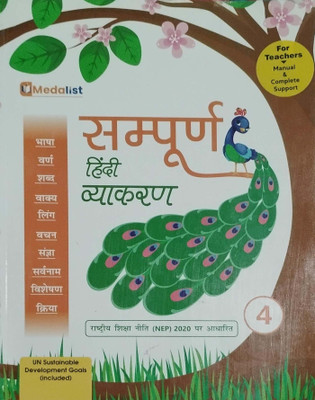 For
Teachers
Manual
&
Complete
Support
Medalist
सम्पूर्ण
हिंदी
व्याकरण
भाषा
वर्ण
शब्द
वाक्य
लिंग
वचन
संज्ञा
सर्वनाम
विशेषण
क्रिया
4
राष्ट्रीय शिक्षा नीति (NEP) 2020 पर आधारित
UN Sustainable
Development Goals
(included)